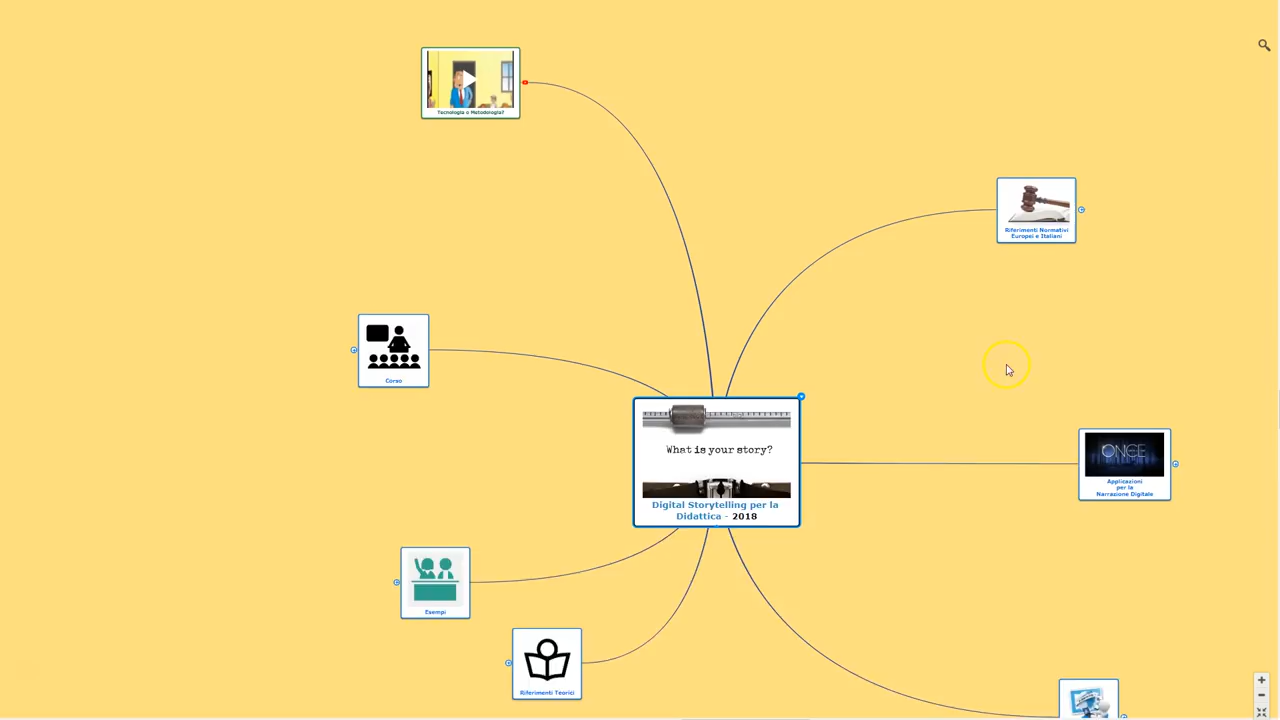 Tecnologia o Metodologia?
Riferimenti Normativi
Europei e Italiani
Corso
What is your story?
Digital Storytelling per la
Didattica - 2018
ONCE
Applicazioni
per la
Narrazione Digitale
Esempi
Riferimenti Teorici